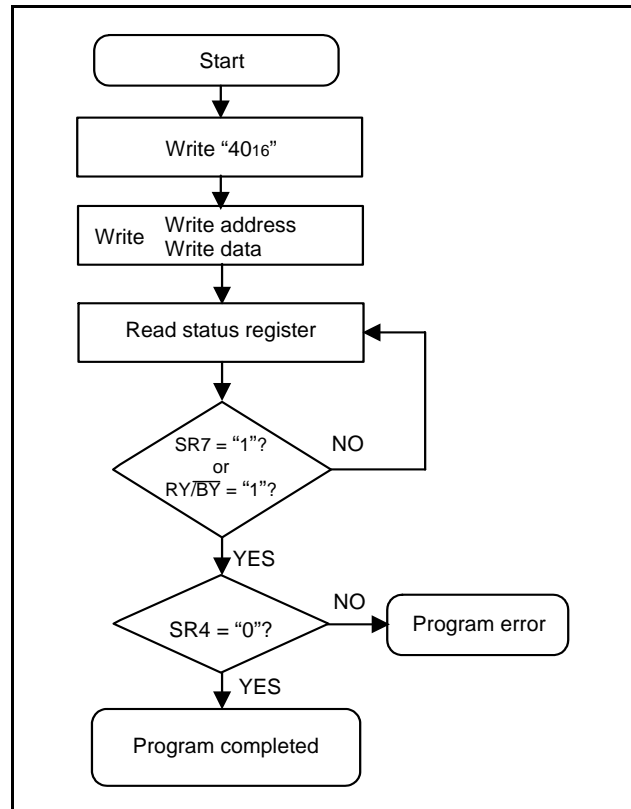 Start
Write “4016”
Write
Write address
Write data
Read status register
SR7 = “1”?
or
RY/BY = “1”?
NO
YES
SR4 = “0”?
NO
Program error
YES
Program completed